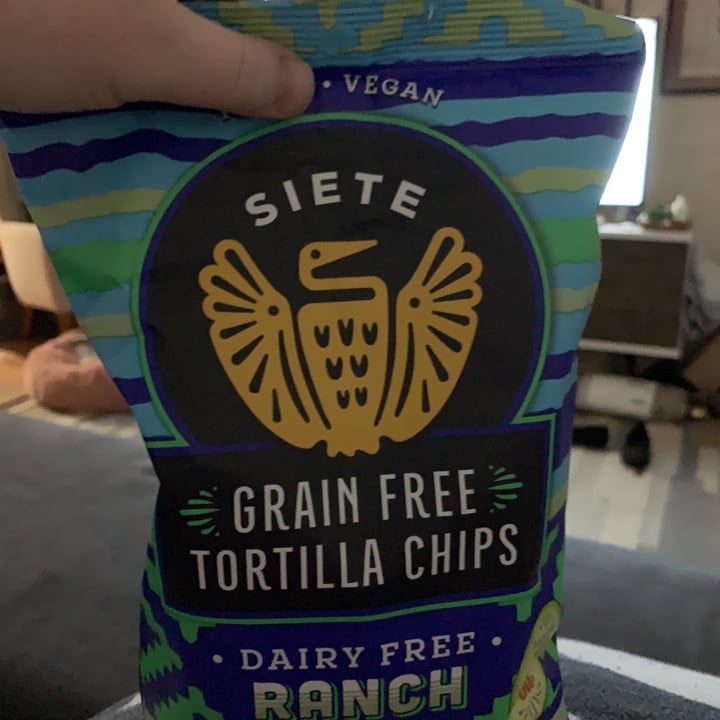 • VEGAN
SIETE
GRAIN FREE
TORTILLA CHIPS
• DAIRY FREE •
RANCH